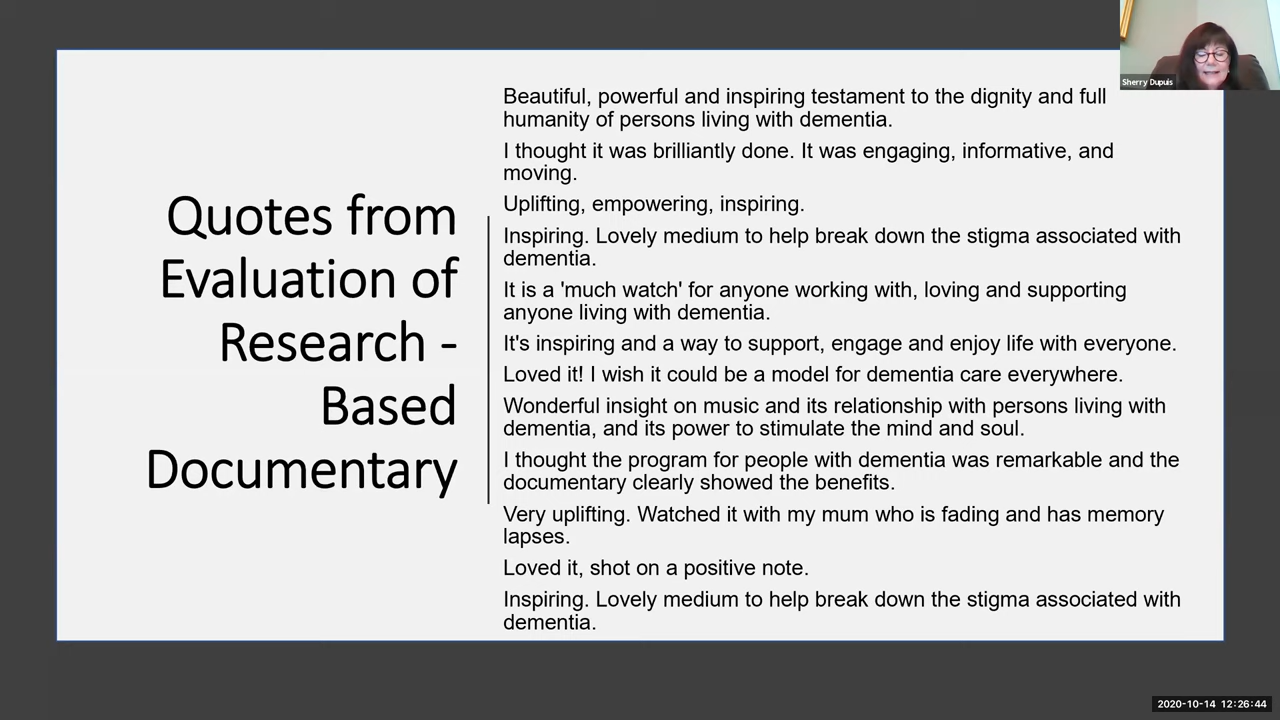 Quotes from
Evaluation of
Research -
Based
Documentary
Beautiful, powerful and inspiring testament to the dignity and full
humanity of persons living with dementia.
I thought it was brilliantly done. It was engaging, informative, and
moving.
Uplifting, empowering, inspiring.
Inspiring. Lovely medium to help break down the stigma associated with
dementia.
It is a 'much watch' for anyone working with, loving and supporting
anyone living with dementia.
It's inspiring and a way to support, engage and enjoy life with everyone.
Loved it! I wish it could be a model for dementia care everywhere.
Wonderful insight on music and its relationship with persons living with
dementia, and its power to stimulate the mind and soul.
I thought the program for people with dementia was remarkable and the
documentary clearly showed the benefits.
Very uplifting. Watched it with my mum who is fading and has memory
lapses.
Loved it, shot on a positive note.
Inspiring. Lovely medium to help break down the stigma associated with
dementia.
Sherry Dupuis
2020-10-14 12:26:44